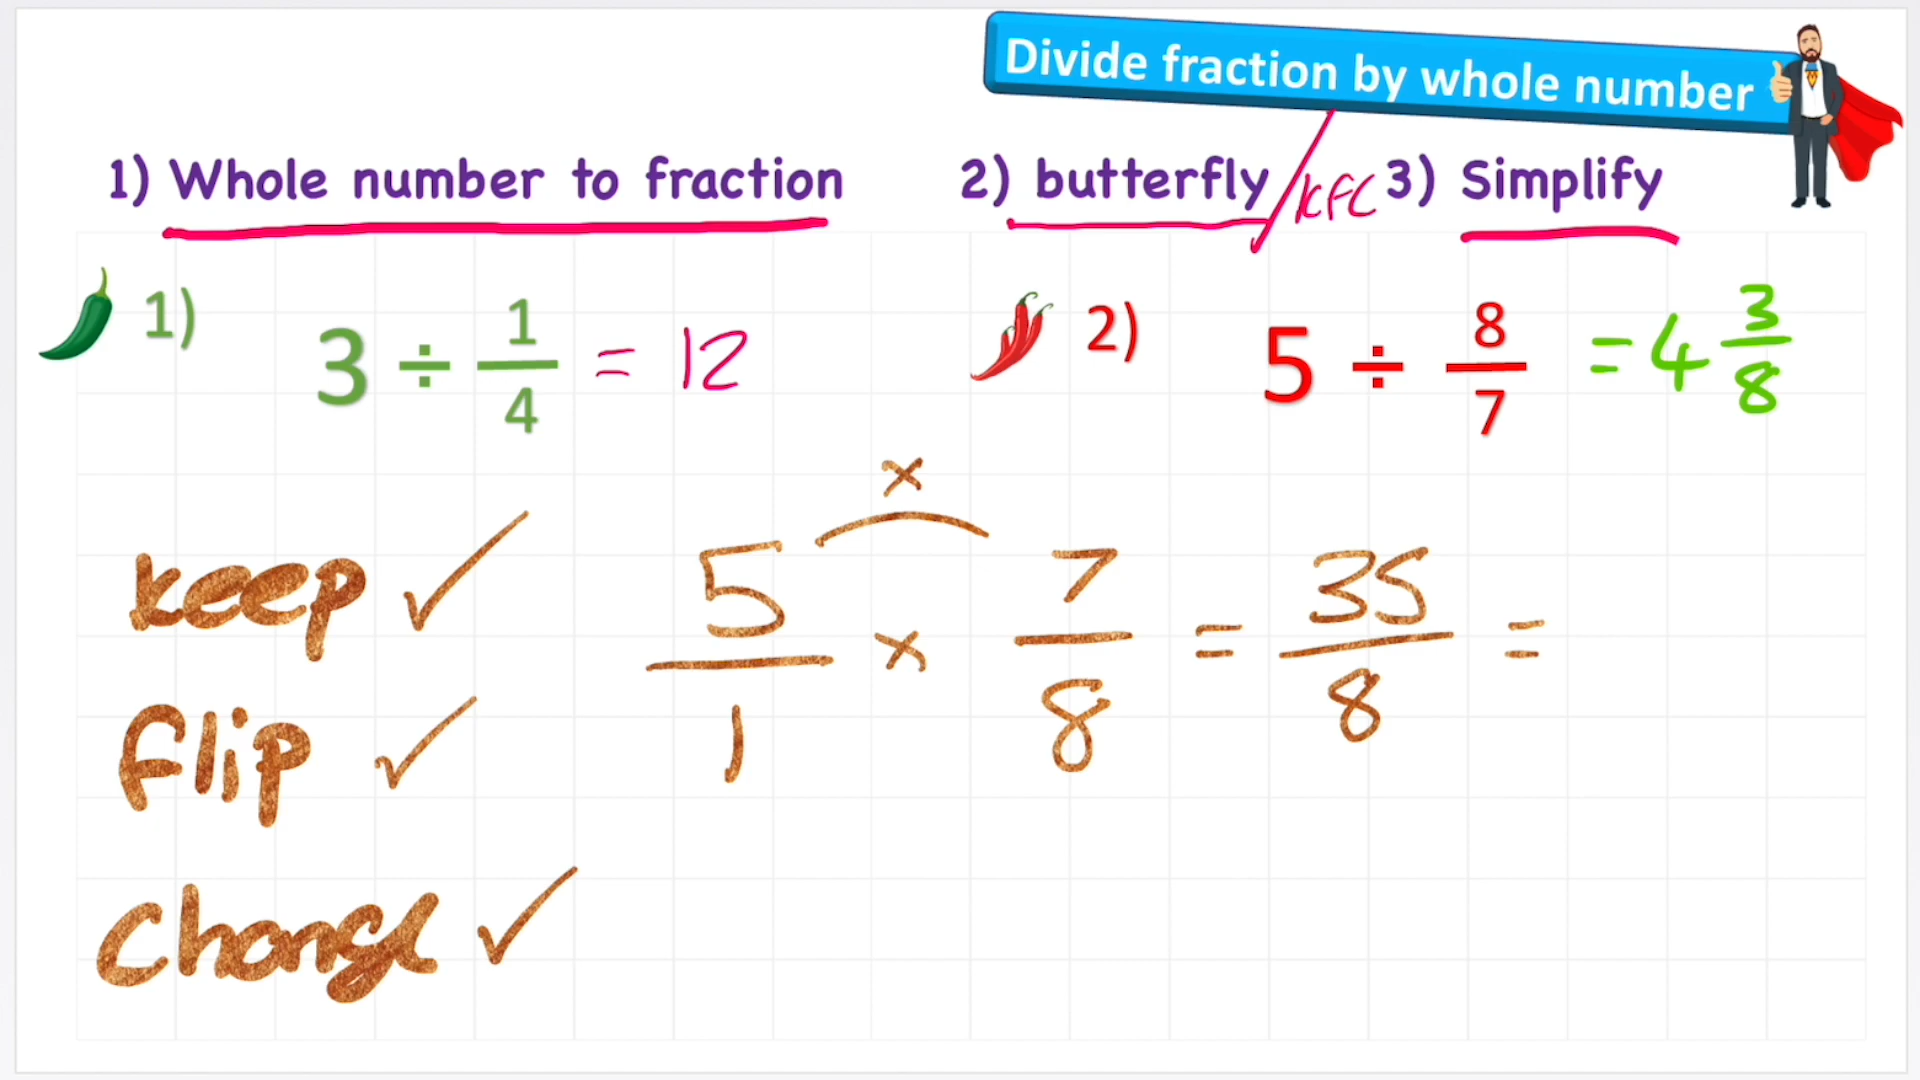 Divide fraction by whole number
1) Whole number to fraction 2) butterfly/KFC 3) Simplify
1) 3 ÷ 1/4 = 12
2) 5 ÷ 8/7 = 4 3/8
keep ✓
flip ✓
change ✓
×
5/1 × 7/8 = 35/8 =